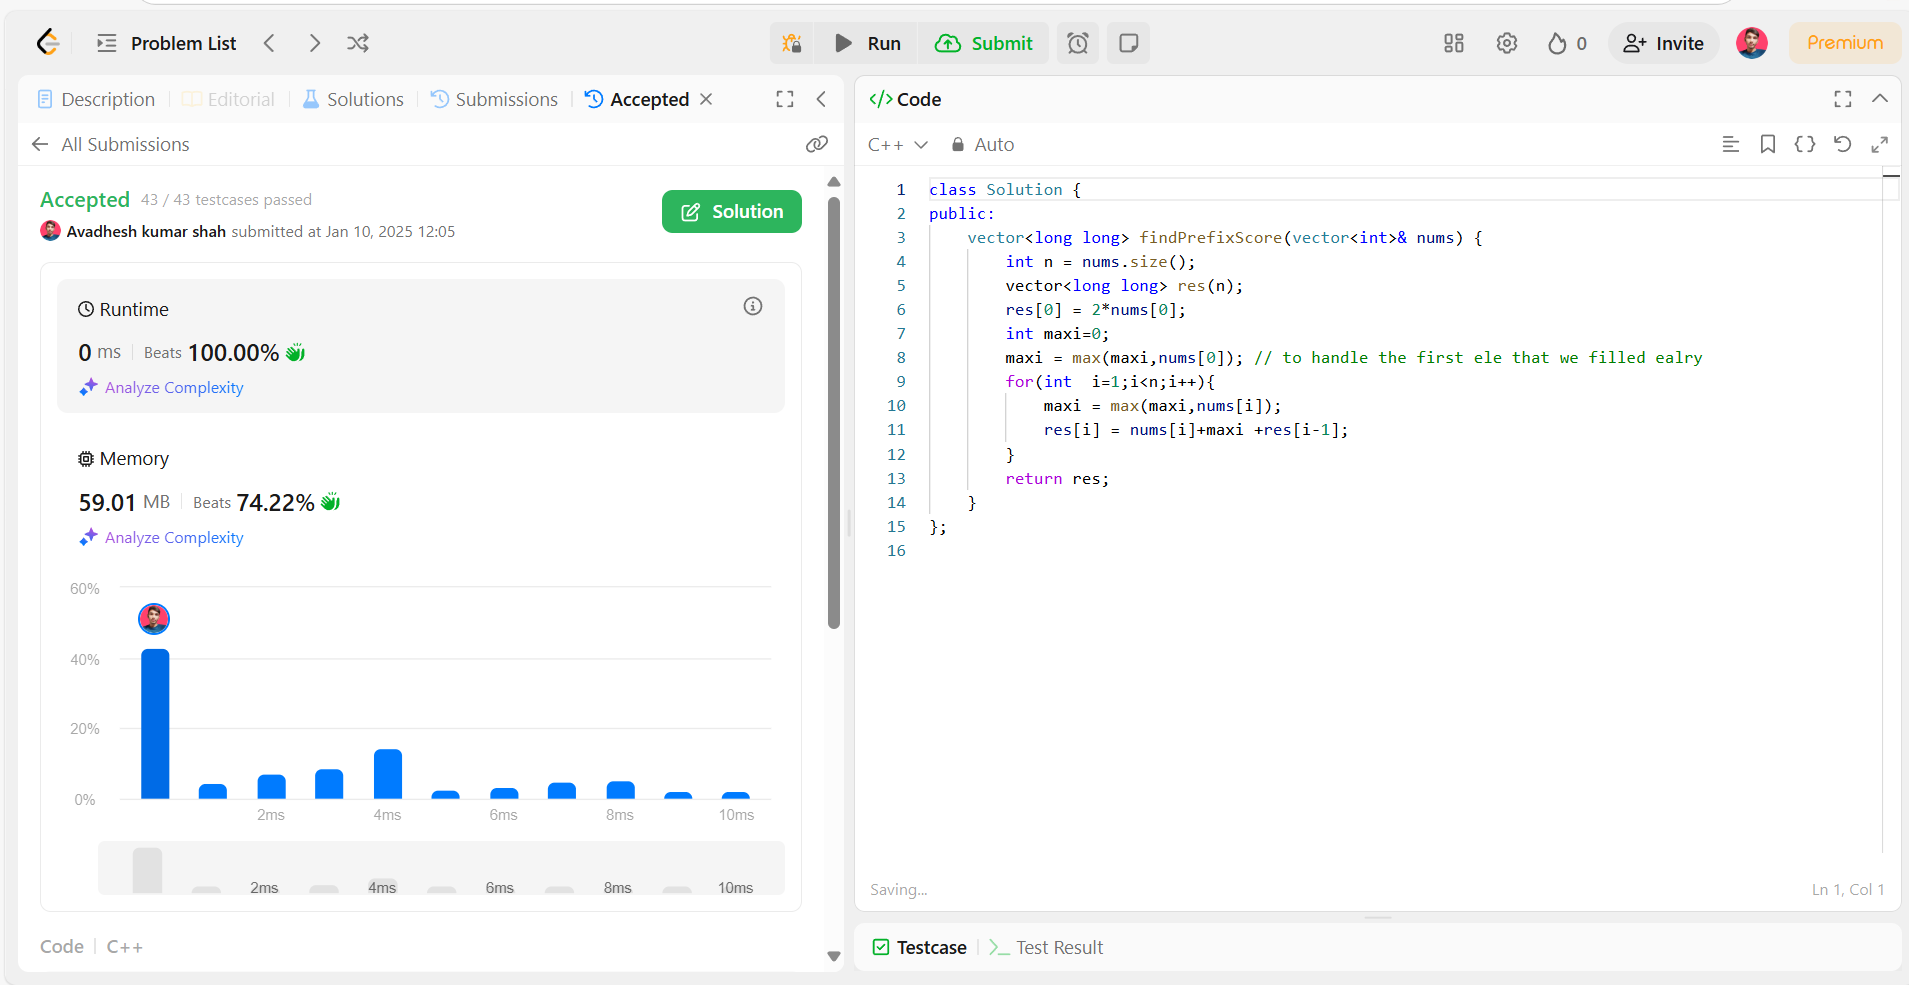 Problem List
Run
Submit
0
Invite
Premium
Description
Editorial
Solutions
Submissions
Accepted
All Submissions
Accepted 43 / 43 testcases passed
Avadhesh kumar shah submitted at Jan 10, 2025 12:05
Solution
Runtime
0 ms Beats 100.00%
Analyze Complexity
Memory
59.01 MB Beats 74.22%
Analyze Complexity
60%
40%
20%
0%
2ms 4ms 6ms 8ms 10ms
2ms 4ms 6ms 8ms 10ms
Code C++
</> Code
C++ Auto
1 class Solution {
2 public:
3 vector<long long> findPrefixScore(vector<int>& nums) {
4 int n = nums.size();
5 vector<long long> res(n);
6 res[0] = 2*nums[0];
7 int maxi=0;
8 maxi = max(maxi,nums[0]); // to handle the first ele that we filled ealry
9 for(int  i=1;i<n;i++){
10 maxi = max(maxi,nums[i]);
11 res[i] = nums[i]+maxi +res[i-1];
12 }
13 return res;
14 }
15 };
16
Saving...
Ln 1, Col 1
Testcase
Test Result